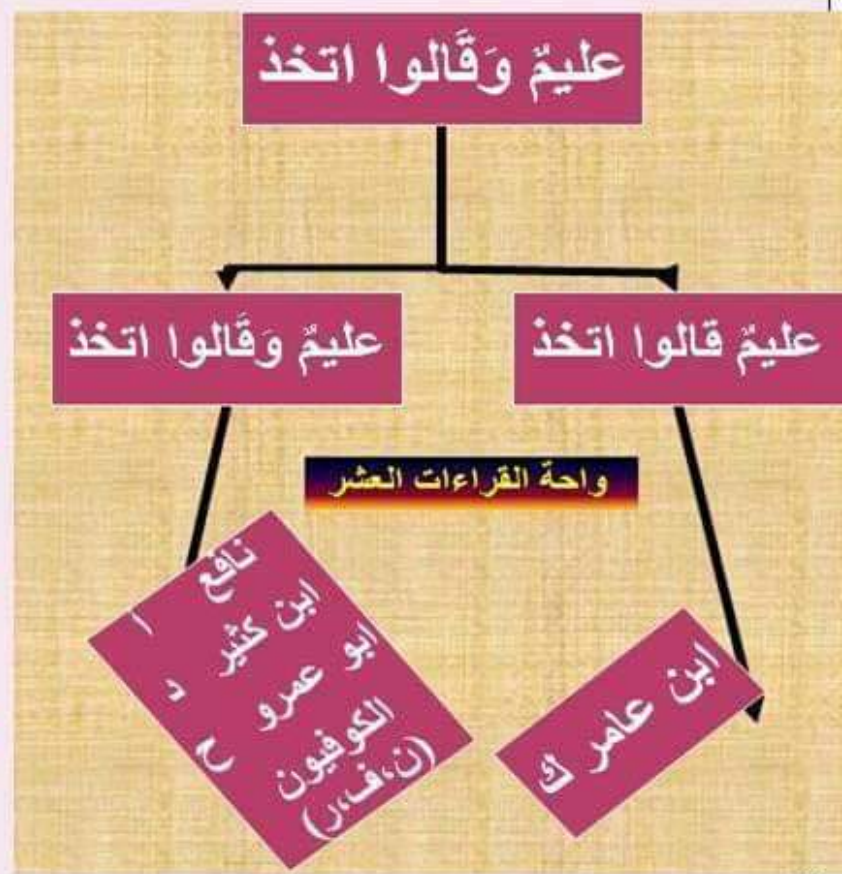 عليمٌ وَقَالوا اتخذ
عليمٌ قالوا اتخذ
عليمٌ وَقَالوا اتخذ
واحة القراءات العشر
ابن عامر ك
نافع ا
ابن كثير د
ابو عمرو ح
الكوفيون
(ن،ف،ر)